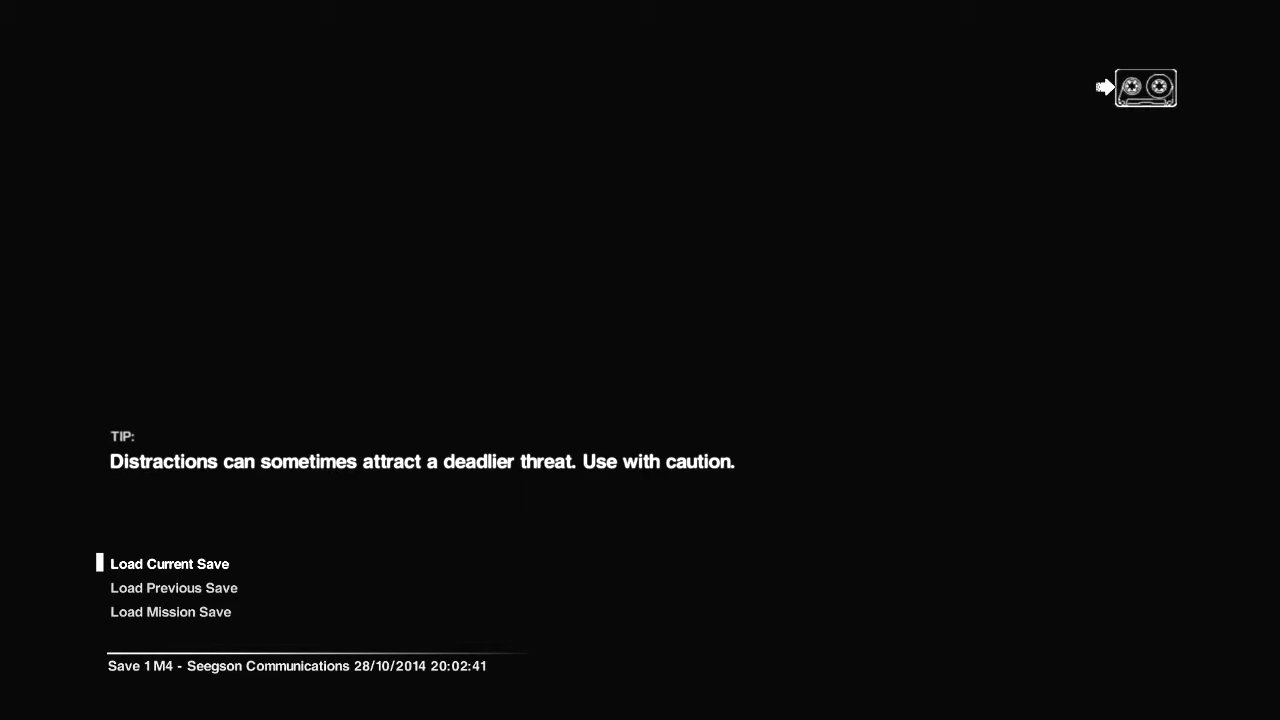 TIP:
Distractions can sometimes attract a deadlier threat. Use with caution.
Load Current Save
Load Previous Save
Load Mission Save
Save 1 M4 - Seegson Communications 28/10/2014 20:02:41